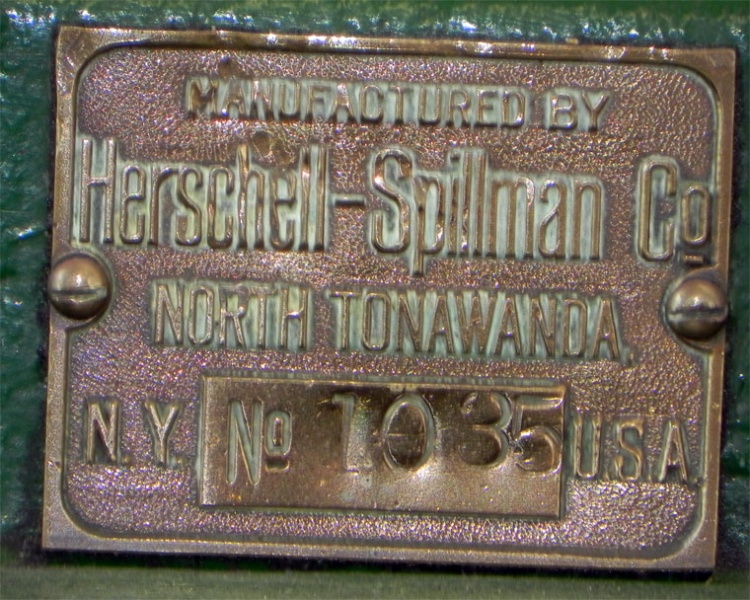 MANUFACTURED BY
Herschell-Spillman Co
NORTH TONAWANDA,
N.Y. No 1035 U.S.A.